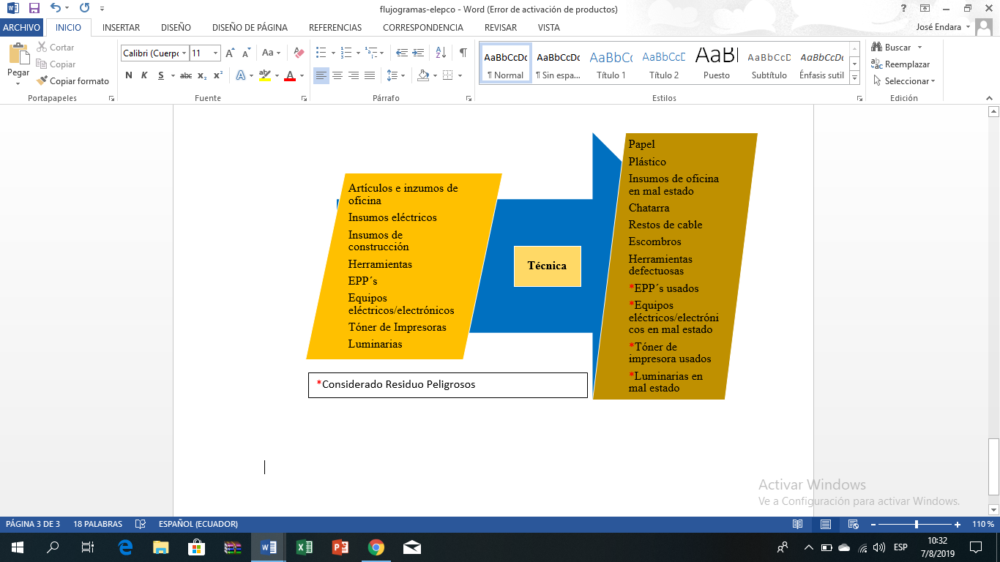 flujogramas-elepco - Word (Error de activación de productos)
ARCHIVO INICIO INSERTAR DISEÑO DISEÑO DE PÁGINA REFERENCIAS CORRESPONDENCIA REVISAR VISTA José Endara
Pegar
Cortar
Copiar
Copiar formato
Portapapeles
Calibri (Cuerpo 11
N K S abc x₂ x²
Fuente
Párrafo
AaBbCcDc AaBbCcDc AaBbCc AaBbCcD AaB AaBbCcD AaBbCcDc
¶ Normal ¶ Sin espa... Título 1 Título 2 Puesto Subtítulo Énfasis sutil
Estilos
Buscar
Reemplazar
Seleccionar
Edición
Artículos e inzumos de
oficina
Insumos eléctricos
Insumos de
construcción
Herramientas
EPP´s
Equipos
eléctricos/electrónicos
Tóner de Impresoras
Luminarias
Técnica
Papel
Plástico
Insumos de oficina
en mal estado
Chatarra
Restos de cable
Escombros
Herramientas
defectuosas
*EPP´s usados
*Equipos
eléctricos/electróni
cos en mal estado
*Tóner de
impresora usados
*Luminarias en
mal estado
*Considerado Residuo Peligrosos
Activar Windows
Ve a Configuración para activar Windows.
PÁGINA 3 DE 3 18 PALABRAS ESPAÑOL (ECUADOR) 110 %
ESP
10:32
7/8/2019